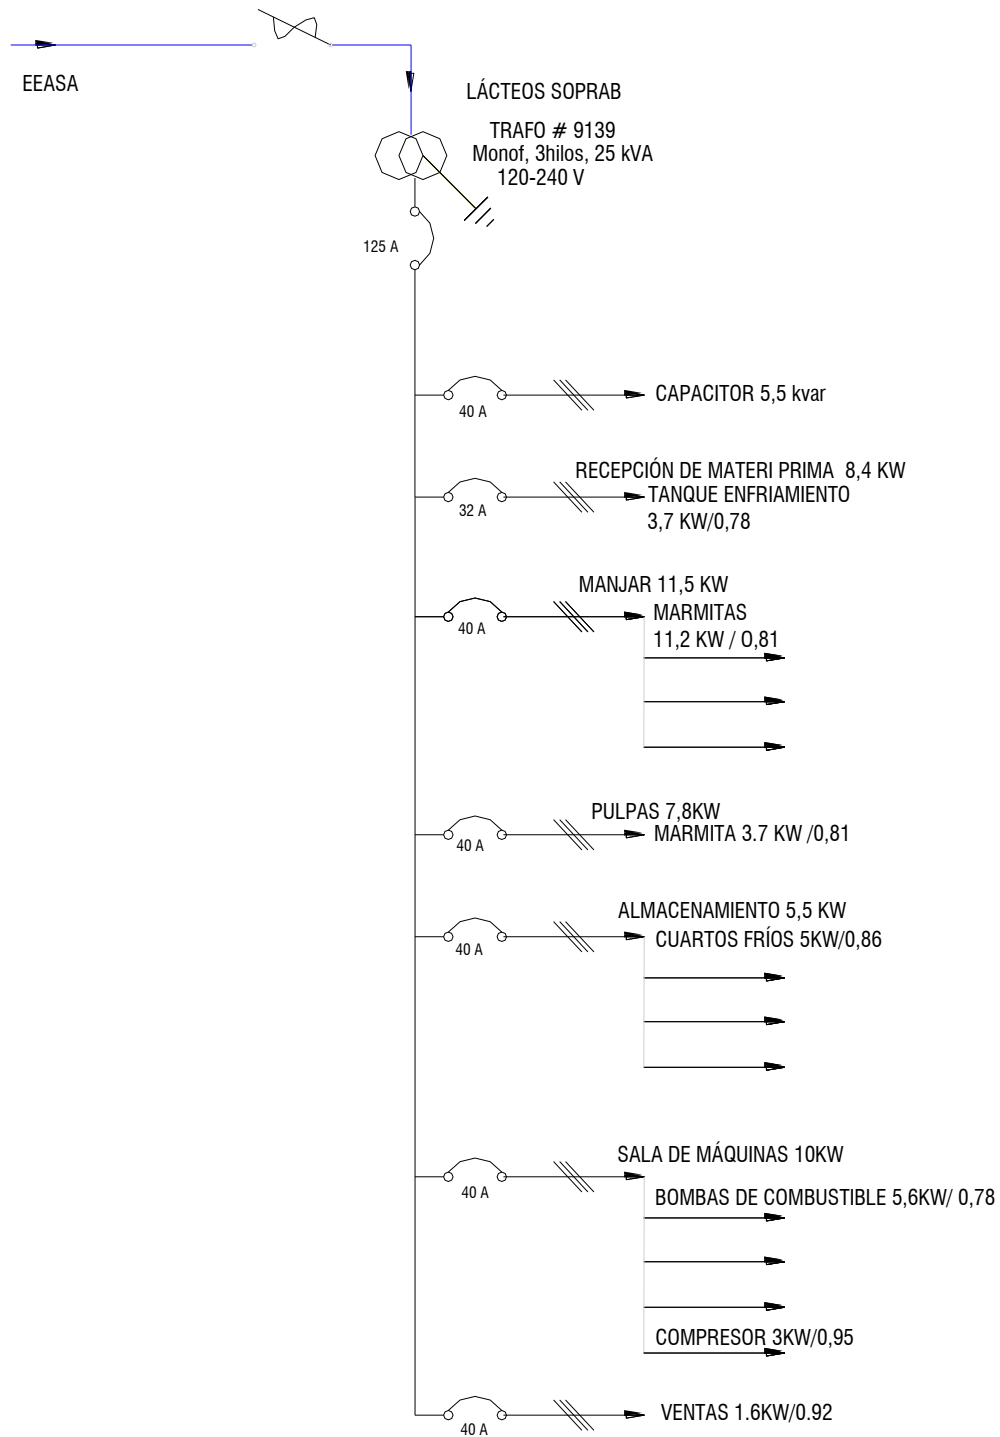 EEASA
LÁCTEOS SOPRAB
TRAFO # 9139
Monof, 3hilos, 25 kVA
120-240 V
125 A
CAPACITOR 5,5 kvar
40 A
RECEPCIÓN DE MATERI PRIMA 8,4 KW
TANQUE ENFRIAMIENTO
32 A
3,7 KW/0,78
MANJAR 11,5 KW
MARMITAS
40 A
11,2 KW / O,81
PULPAS 7,8KW
MARMITA 3.7 KW /0,81
40 A
ALMACENAMIENTO 5,5 KW
CUARTOS FRÍOS 5KW/0,86
40 A
SALA DE MÁQUINAS 10KW
40 A
BOMBAS DE COMBUSTIBLE 5,6KW/ 0,78
COMPRESOR 3KW/0,95
VENTAS 1.6KW/0.92
40 A